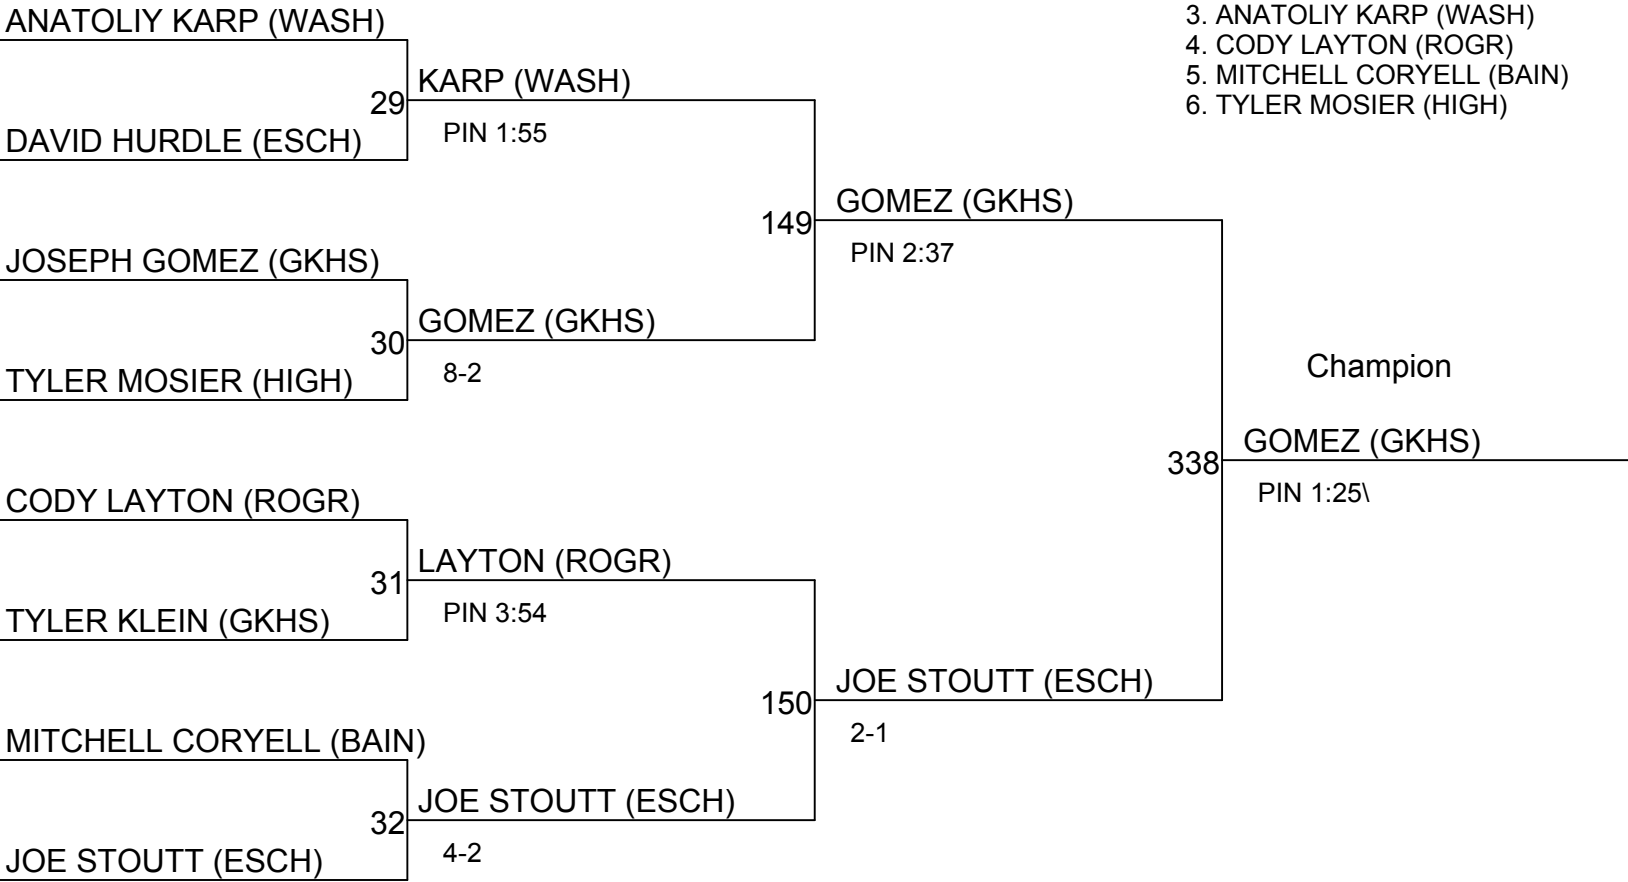 ANATOLIY KARP (WASH)
3. ANATOLIY KARP (WASH)
4. CODY LAYTON (ROGR)
5. MITCHELL CORYELL (BAIN)
6. TYLER MOSIER (HIGH)
KARP (WASH)
29
PIN 1:55
DAVID HURDLE (ESCH)
GOMEZ (GKHS)
149
PIN 2:37
JOSEPH GOMEZ (GKHS)
GOMEZ (GKHS)
30
8-2
TYLER MOSIER (HIGH)
Champion
GOMEZ (GKHS)
338
PIN 1:25\
CODY LAYTON (ROGR)
LAYTON (ROGR)
31
PIN 3:54
TYLER KLEIN (GKHS)
JOE STOUTT (ESCH)
150
2-1
MITCHELL CORYELL (BAIN)
JOE STOUTT (ESCH)
32
4-2
JOE STOUTT (ESCH)